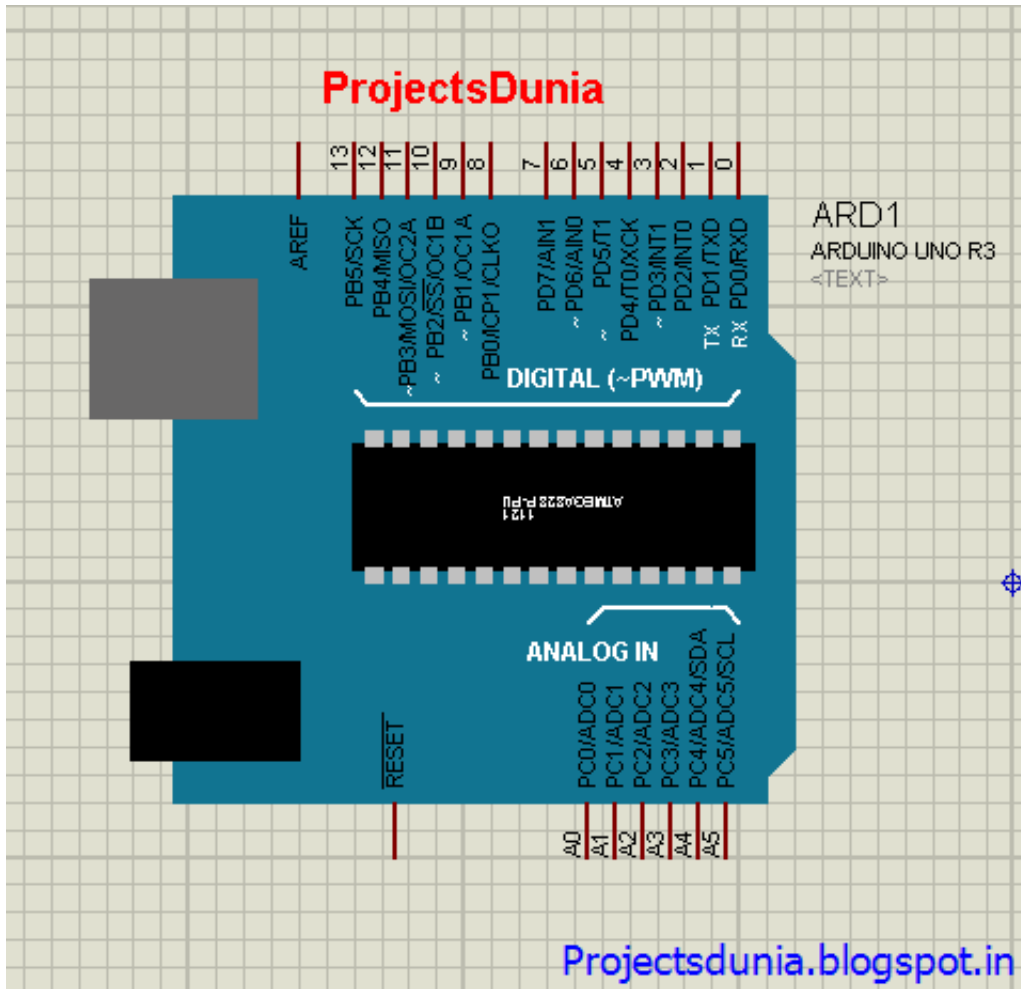 ProjectsDunia
13
12
11
10
9
8
7
6
5
4
3
2
1
0
AREF
PB5/SCK
PB4/MISO
~PB3/MOSI/OC2A
~ PB2/SS/OC1B
~ PB1/OC1A
PB0/ICP1/CLKO
PD7/AIN1
~ PD6/AIN0
~ PD5/T1
PD4/T0/XCK
~ PD3/INT1
PD2/INT0
TX PD1/TXD
RX PD0/RXD
ARD1
ARDUINO UNO R3
<TEXT>
DIGITAL (~PWM)
ATMEGA328P-PU
1121
ANALOG IN
RESET
PC0/ADC0
PC1/ADC1
PC2/ADC2
PC3/ADC3
PC4/ADC4/SDA
PC5/ADC5/SCL
A0
A1
A2
A3
A4
A5
Projectsdunia.blogspot.in